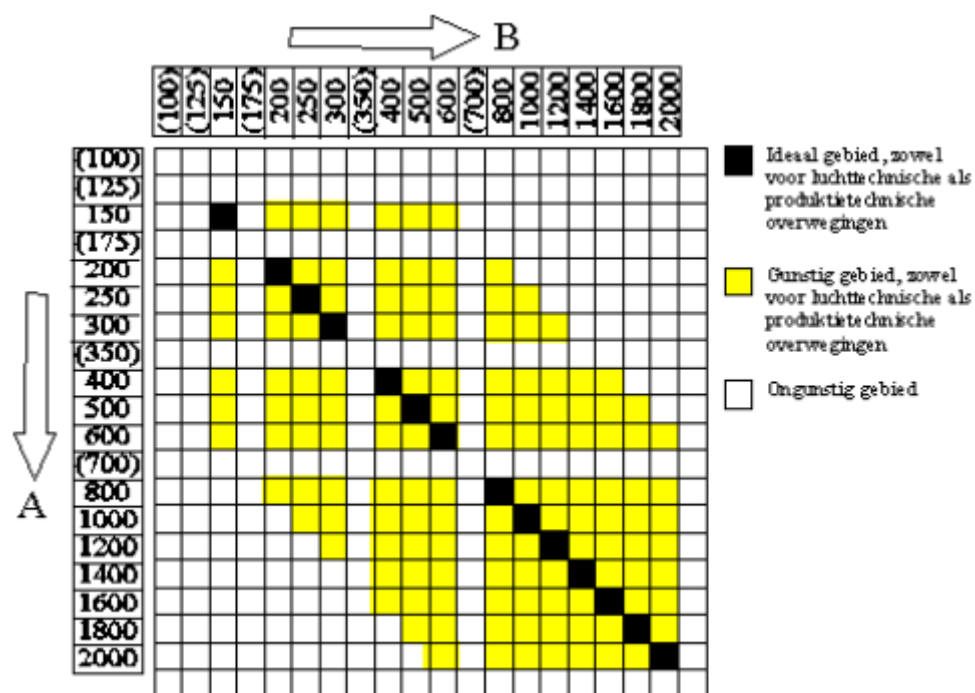 B
(100) (125) 150 (175) 200 250 300 (350) 400 500 600 (700) 800 1000 1200 1400 1600 1800 2000
(100)
(125)
150
(175)
200
250
300
(350)
400
500
600
(700)
800
1000
1200
1400
1600
1800
2000
A
Ideaal gebied, zowel
voor luchttechnische als
produktietechnische
overwegingen
Gunstig gebied, zowel
voor luchttechnische als
produktietechnische
overwegingen
Ongunstig gebied